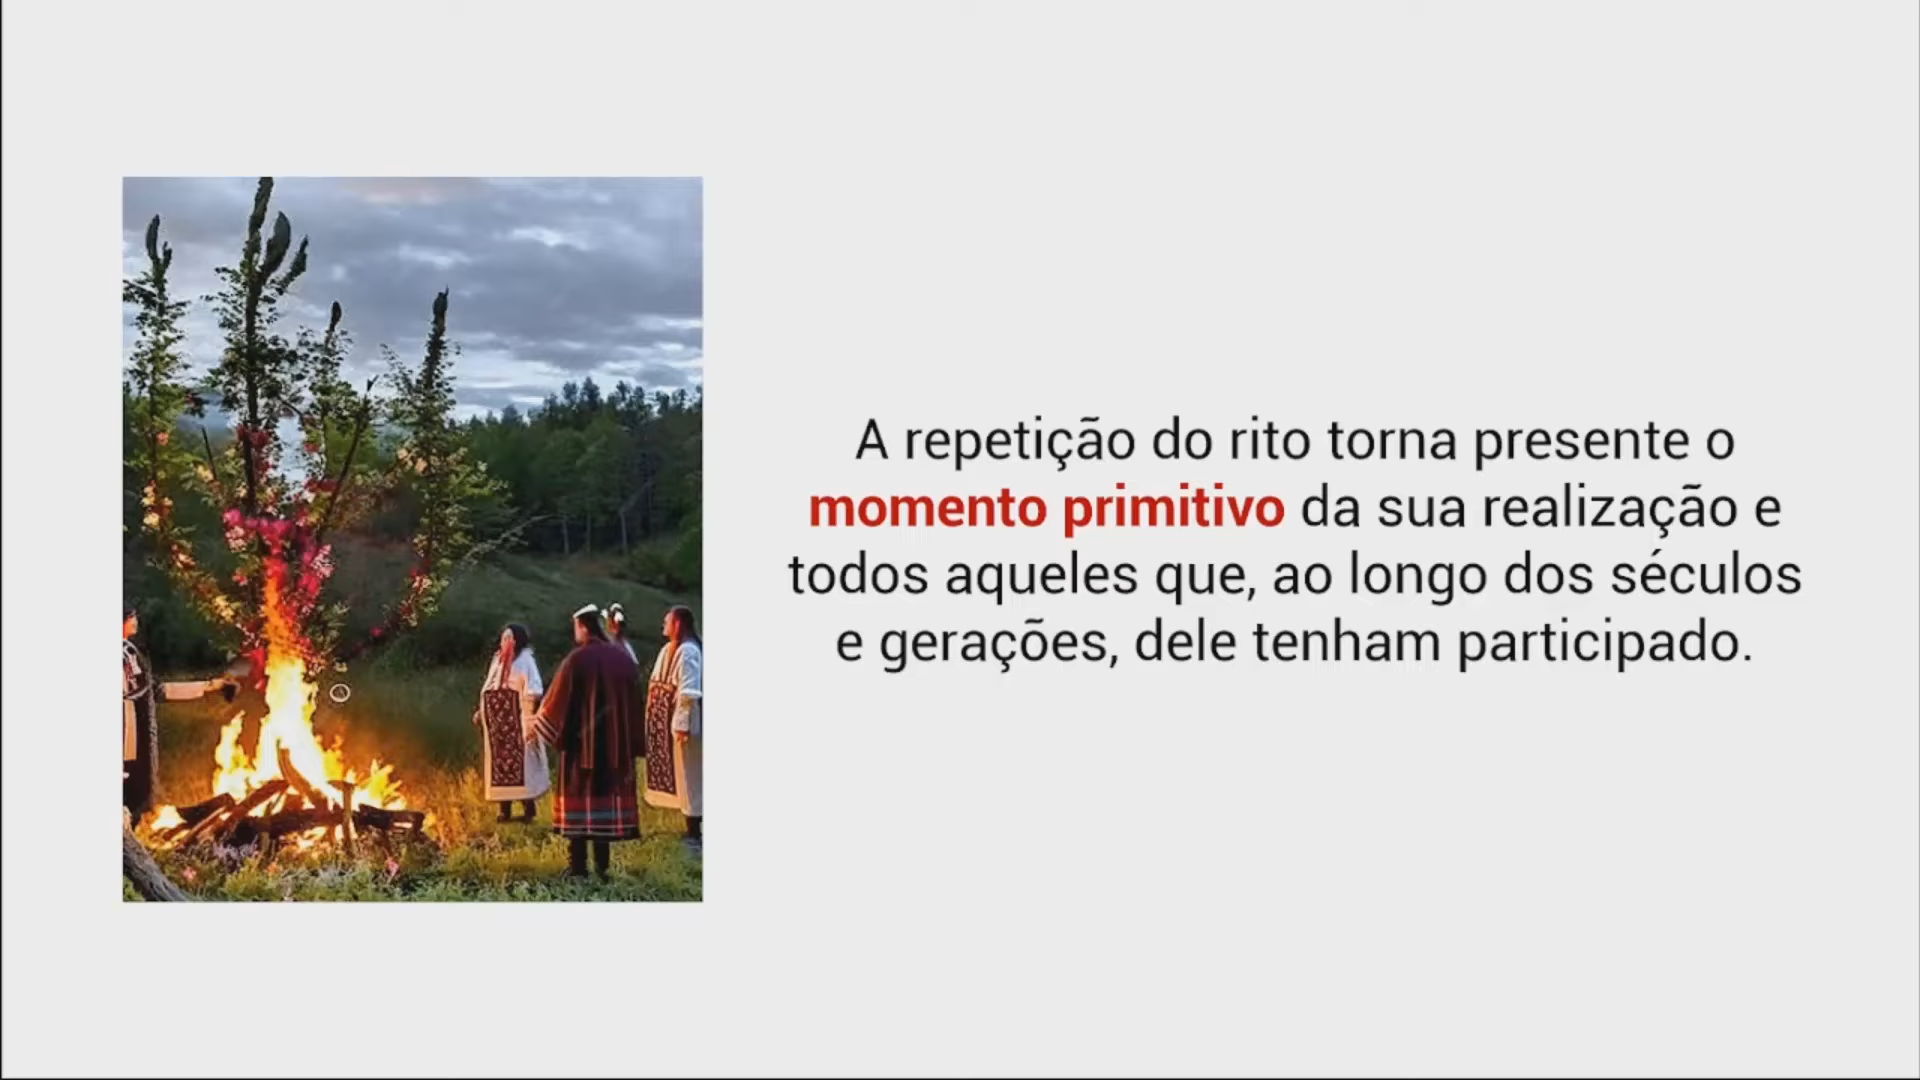 A repetição do rito torna presente o
momento primitivo da sua realização e
todos aqueles que, ao longo dos séculos
e gerações, dele tenham participado.